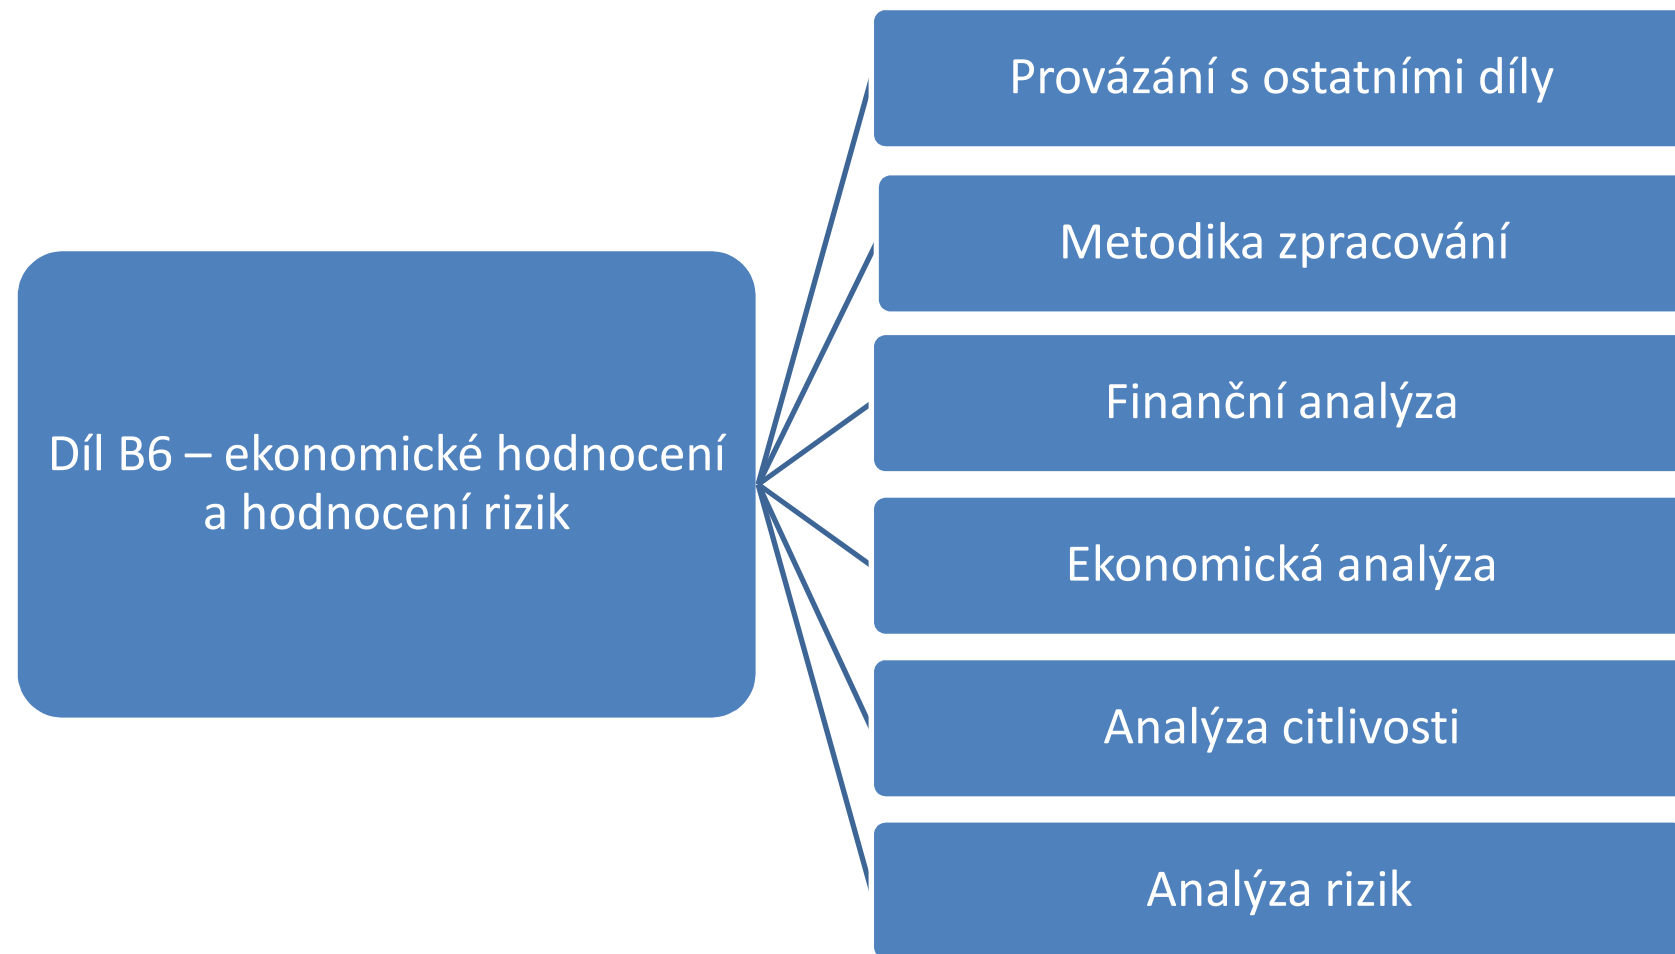 Provázání s ostatními díly
Metodika zpracování
Finanční analýza
Díl B6 – ekonomické hodnocení
a hodnocení rizik
Ekonomická analýza
Analýza citlivosti
Analýza rizik